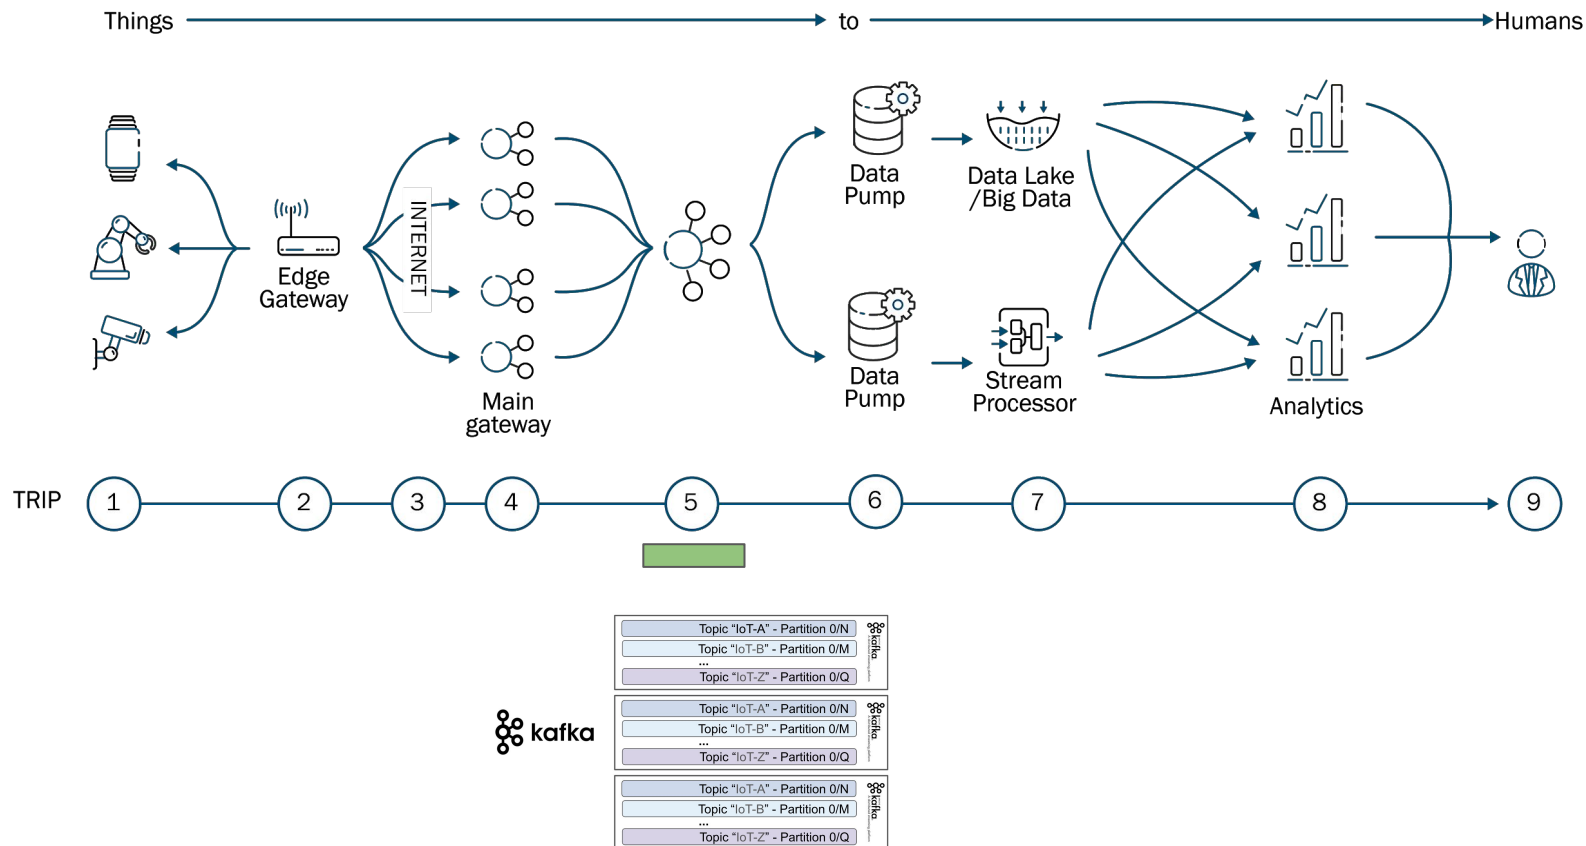 Things
to
Humans
INTERNET
Edge
Gateway
Main
gateway
Data
Pump
Data Lake
/Big Data
Data
Pump
Stream
Processor
Analytics
TRIP
1
2
3
4
5
6
7
8
9
Topic “IoT-A” - Partition 0/N
Topic “IoT-B” - Partition 0/M
...
Topic “IoT-Z” - Partition 0/Q
kafka
kafka
Topic “IoT-A” - Partition 0/N
Topic “IoT-B” - Partition 0/M
...
Topic “IoT-Z” - Partition 0/Q
kafka
Topic “IoT-A” - Partition 0/N
Topic “IoT-B” - Partition 0/M
...
Topic “IoT-Z” - Partition 0/Q
kafka